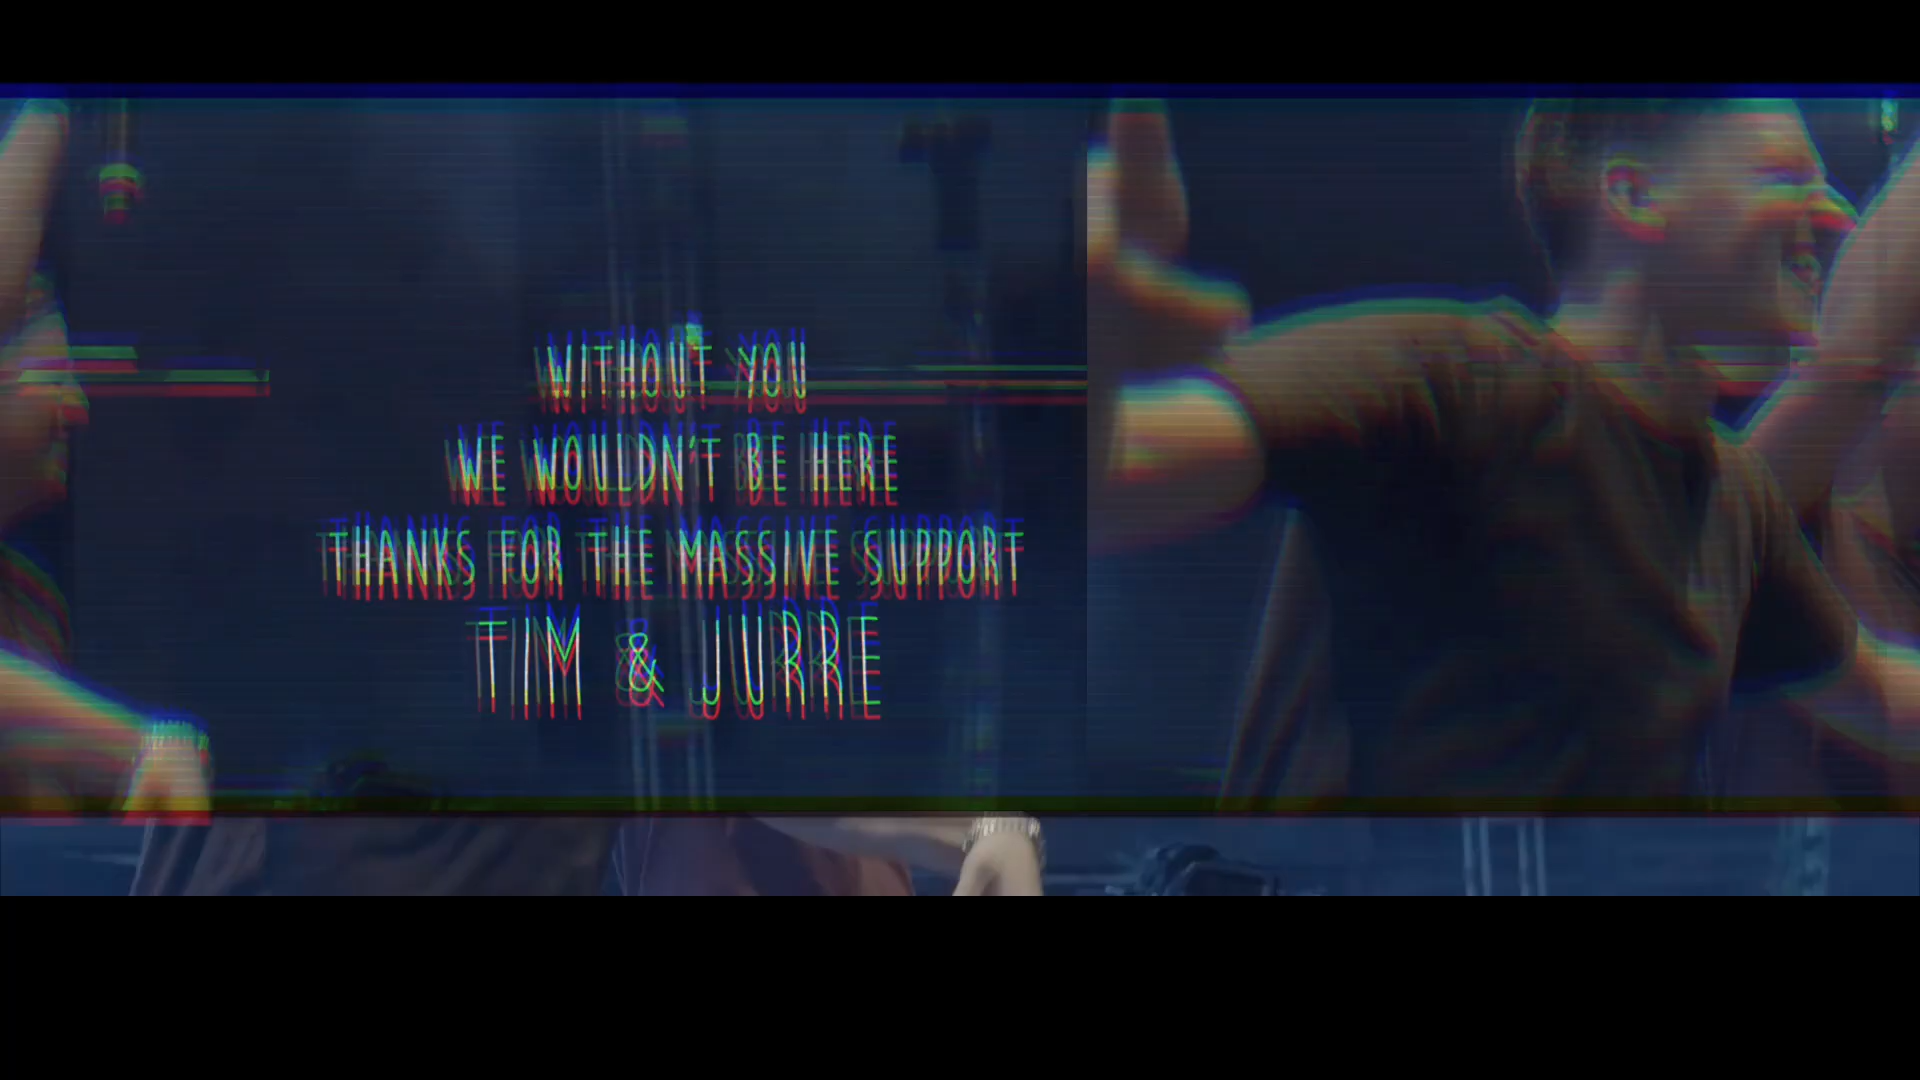 WITHOUT YOU
WE WOULDN'T BE HERE
THANKS FOR THE MASSIVE SUPPORT
TIM & JURRE